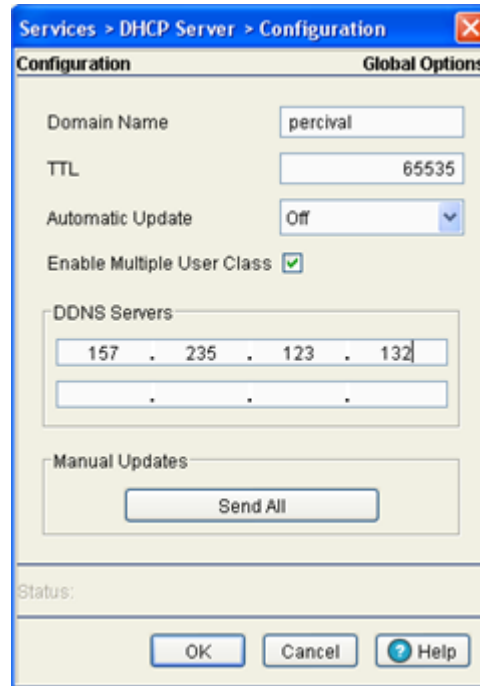 Services > DHCP Server > Configuration
Configuration Global Options
Domain Name percival
TTL 65535
Automatic Update Off
Enable Multiple User Class
DDNS Servers
157 . 235 . 123 . 132
. . .
Manual Updates
Send All
Status:
OK Cancel ? Help